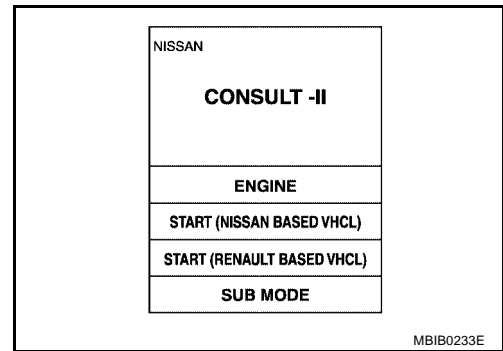 NISSAN
CONSULT -II
ENGINE
START (NISSAN BASED VHCL)
START (RENAULT BASED VHCL)
SUB MODE
MBIB0233E